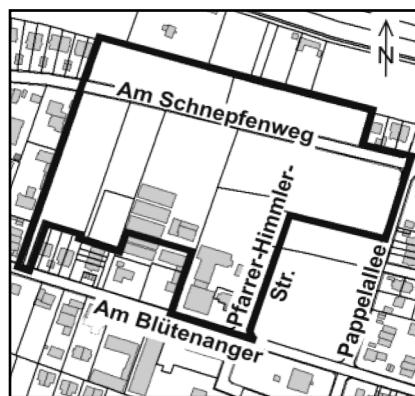 N
Am Schnepfenweg
Pfarrer-Himmler-
Str.
Pappelallee
Am Blütenanger